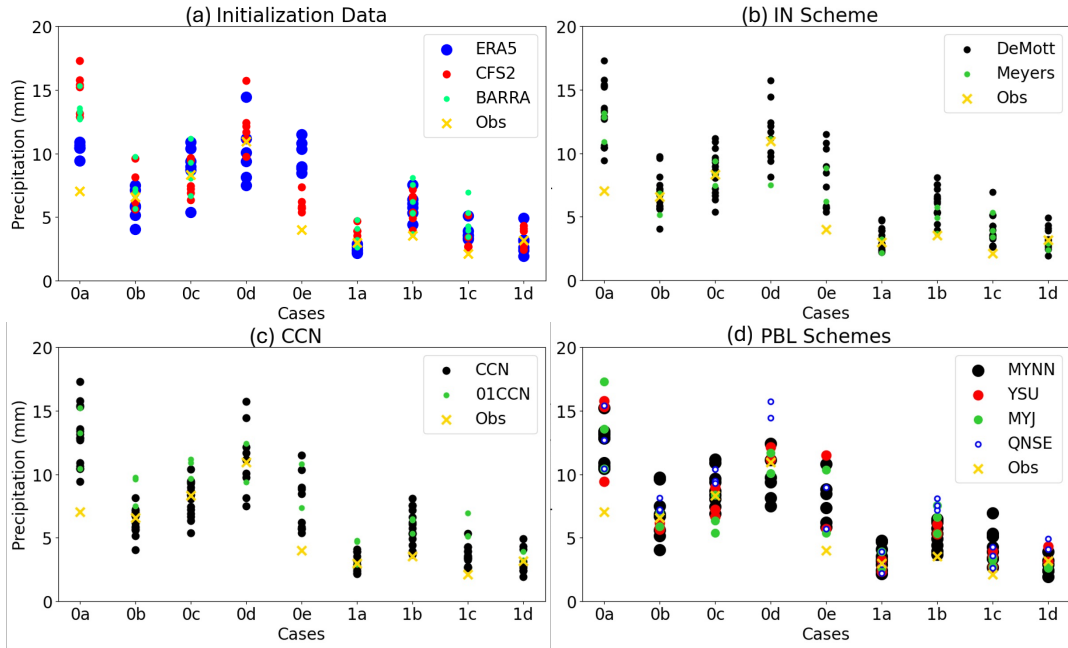 (a) Initialization Data
20
15
10
5
0
Precipitation (mm)
ERA5
CFS2
BARRA
Obs
0a 0b 0c 0d 0e 1a 1b 1c 1d
Cases
(b) IN Scheme
20
15
10
5
0
DeMott
Meyers
Obs
0a 0b 0c 0d 0e 1a 1b 1c 1d
Cases
(c) CCN
20
15
10
5
0
Precipitation (mm)
CCN
01CCN
Obs
0a 0b 0c 0d 0e 1a 1b 1c 1d
Cases
(d) PBL Schemes
20
15
10
5
0
MYNN
YSU
MYJ
QNSE
Obs
0a 0b 0c 0d 0e 1a 1b 1c 1d
Cases